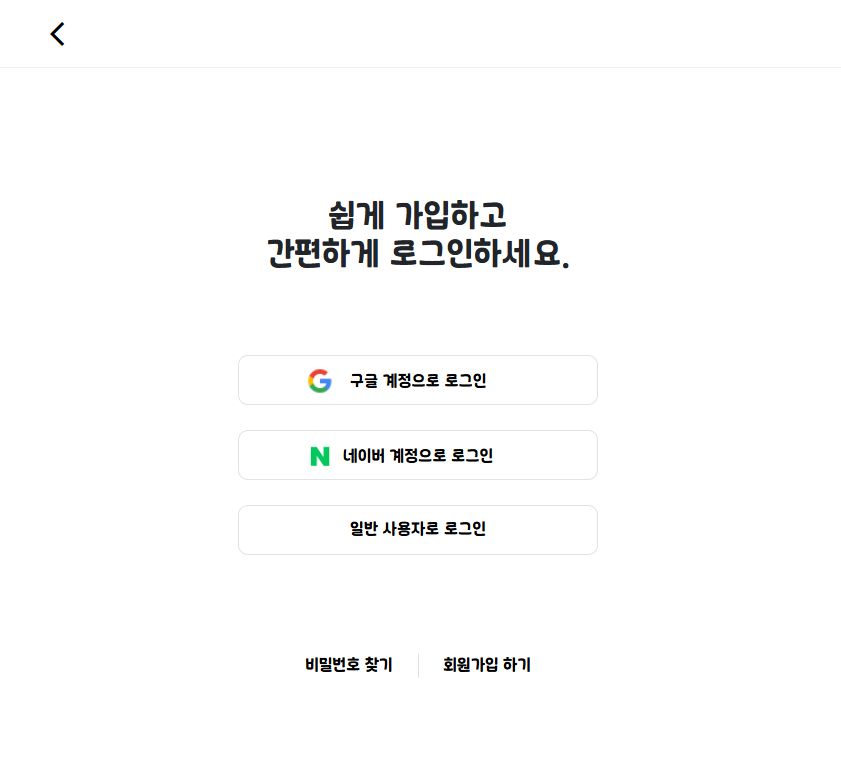 쉽게 가입하고
간편하게 로그인하세요.
구글 계정으로 로그인
네이버 계정으로 로그인
일반 사용자로 로그인
비밀번호 찾기
회원가입 하기